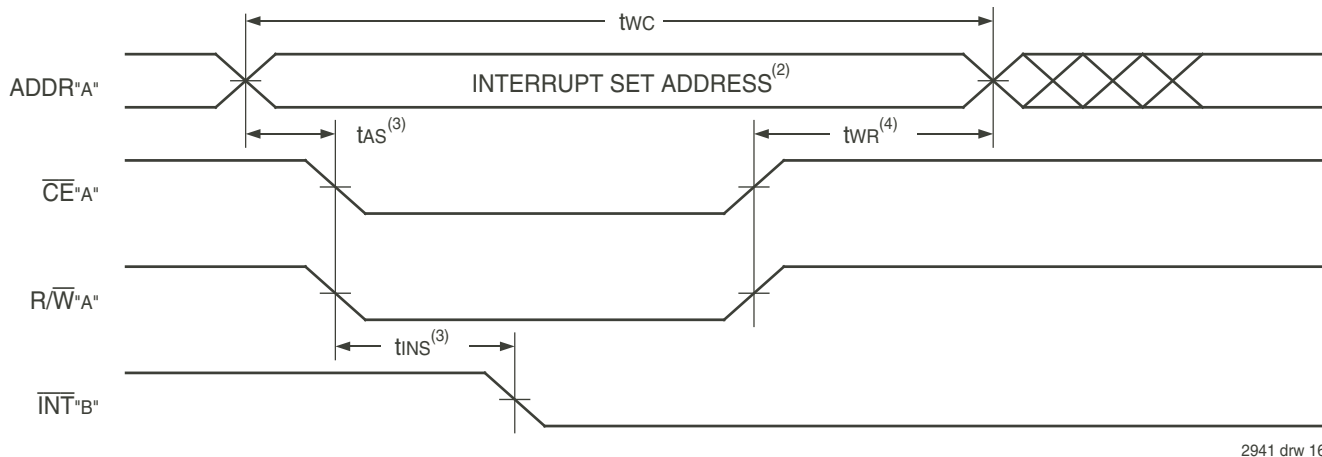 tWC
ADDR"A"
INTERRUPT SET ADDRESS(2)
tAS(3)
tWR(4)
CE"A"
R/W"A"
tINS(3)
INT"B"
2941 drw 16